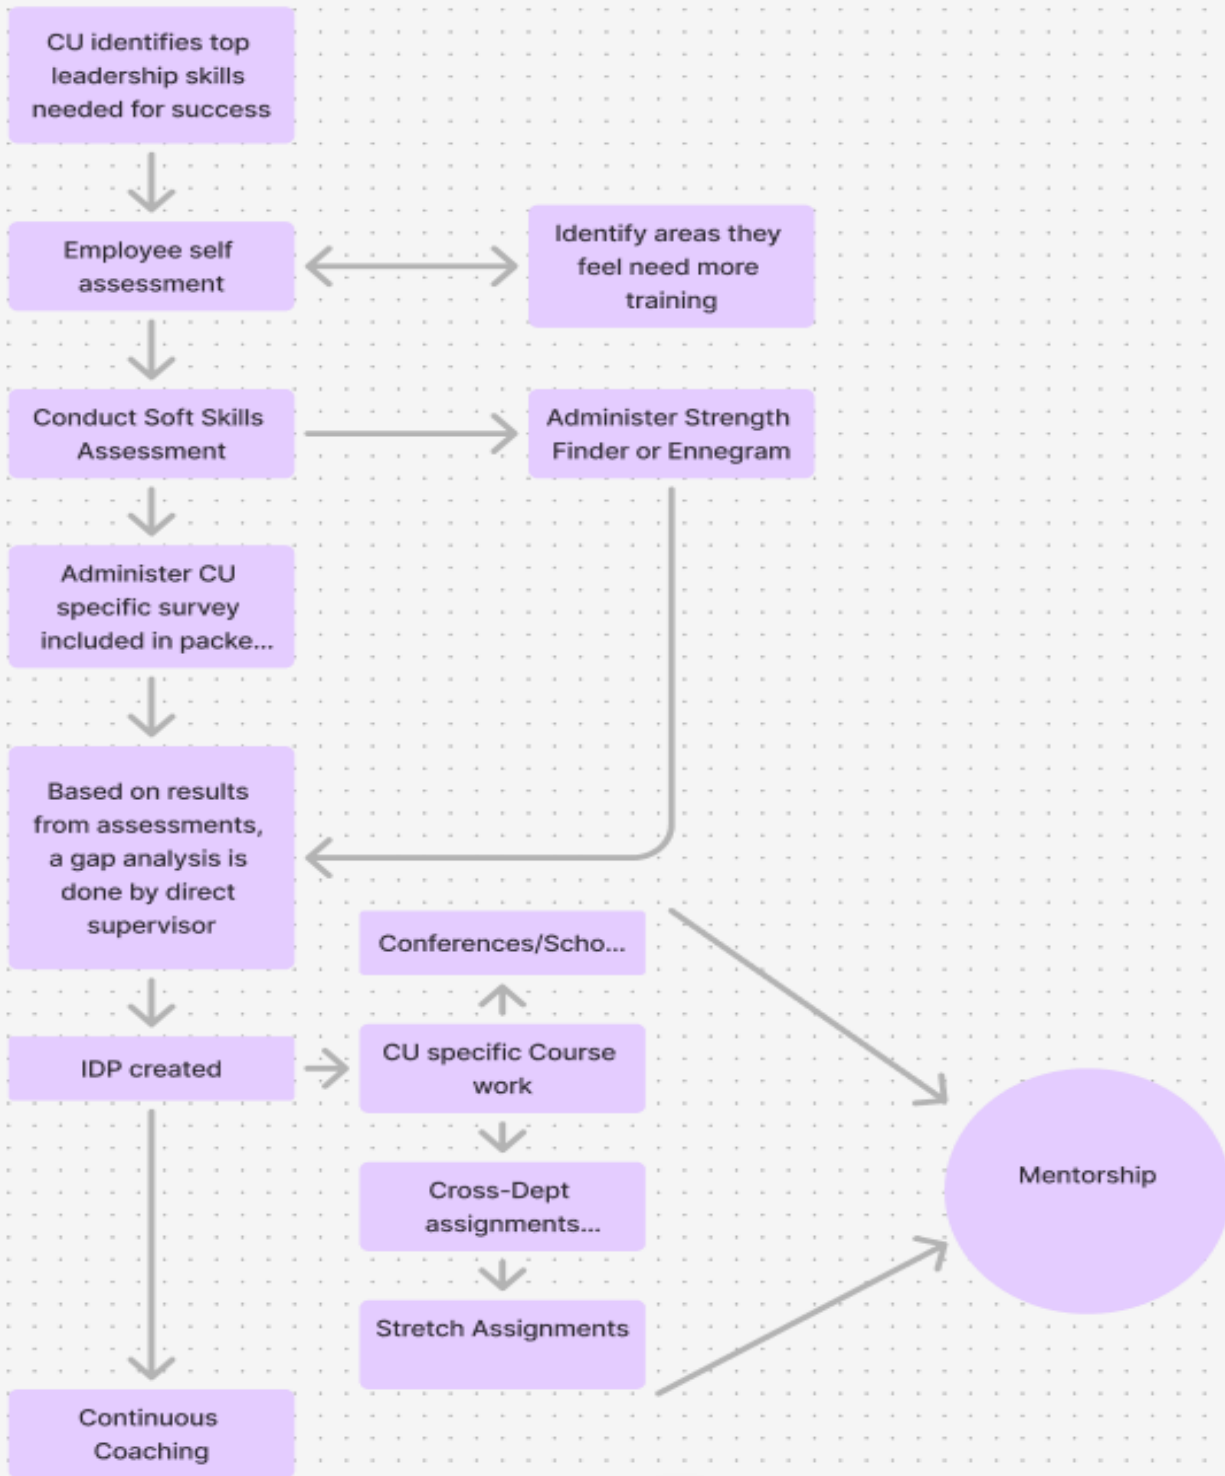 CU identifies top
leadership skills
needed for success
Employee self
assessment
Identify areas they
feel need more
training
Conduct Soft Skills
Assessment
Administer Strength
Finder or Ennegram
Administer CU
specific survey
included in packe...
Based on results
from assessments,
a gap analysis is
done by direct
supervisor
Conferences/Scho...
IDP created
CU specific Course
work
Cross-Dept
assignments...
Stretch Assignments
Mentorship
Continuous
Coaching